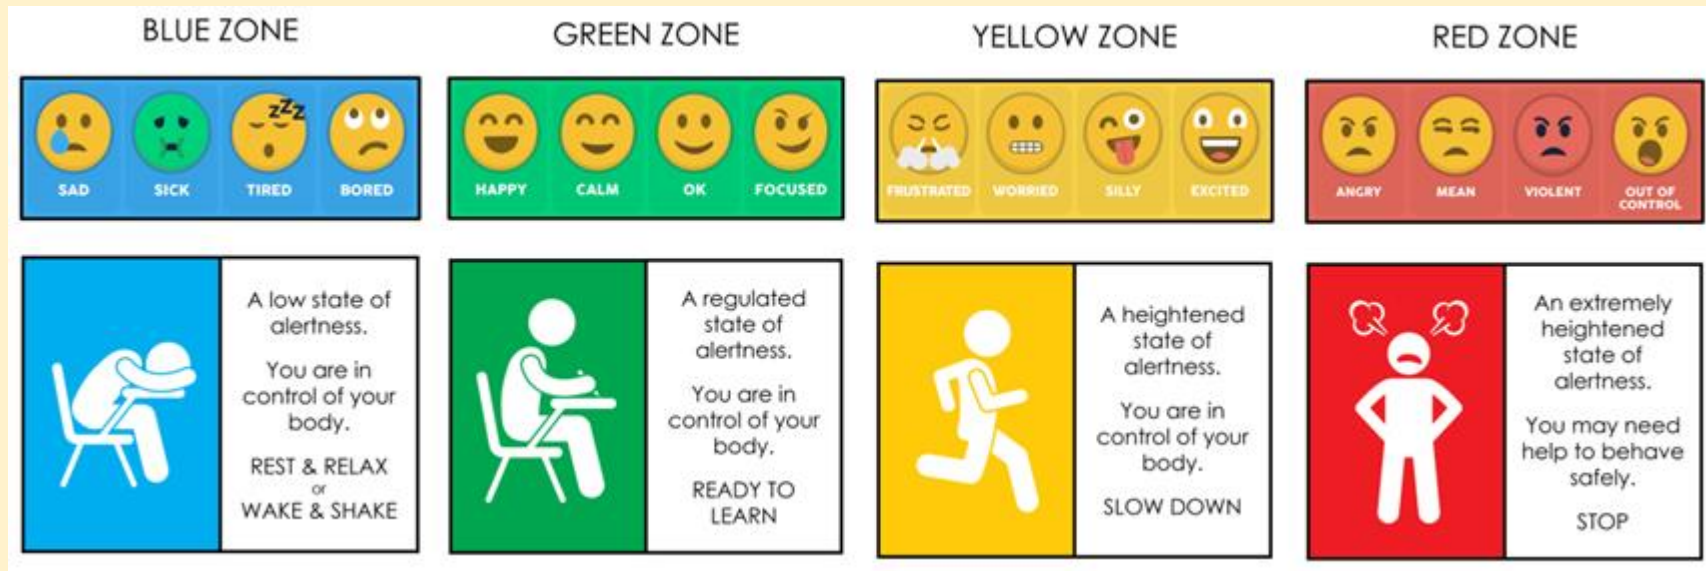 BLUE ZONE
SAD
SICK
zzz
TIRED
BORED
A low state of
alertness.
You are in
control of your
body.
REST & RELAX
or
WAKE & SHAKE
GREEN ZONE
HAPPY
CALM
OK
FOCUSED
A regulated
state of
alertness.
You are in
control of your
body.
READY TO
LEARN
YELLOW ZONE
FRUSTRATED
WORRIED
SILLY
EXCITED
A heightened
state of
alertness.
You are in
control of your
body.
SLOW DOWN
RED ZONE
ANGRY
MEAN
VIOLENT
OUT OF
CONTROL
An extremely
heightened
state of
alertness.
You may need
help to behave
safely.
STOP